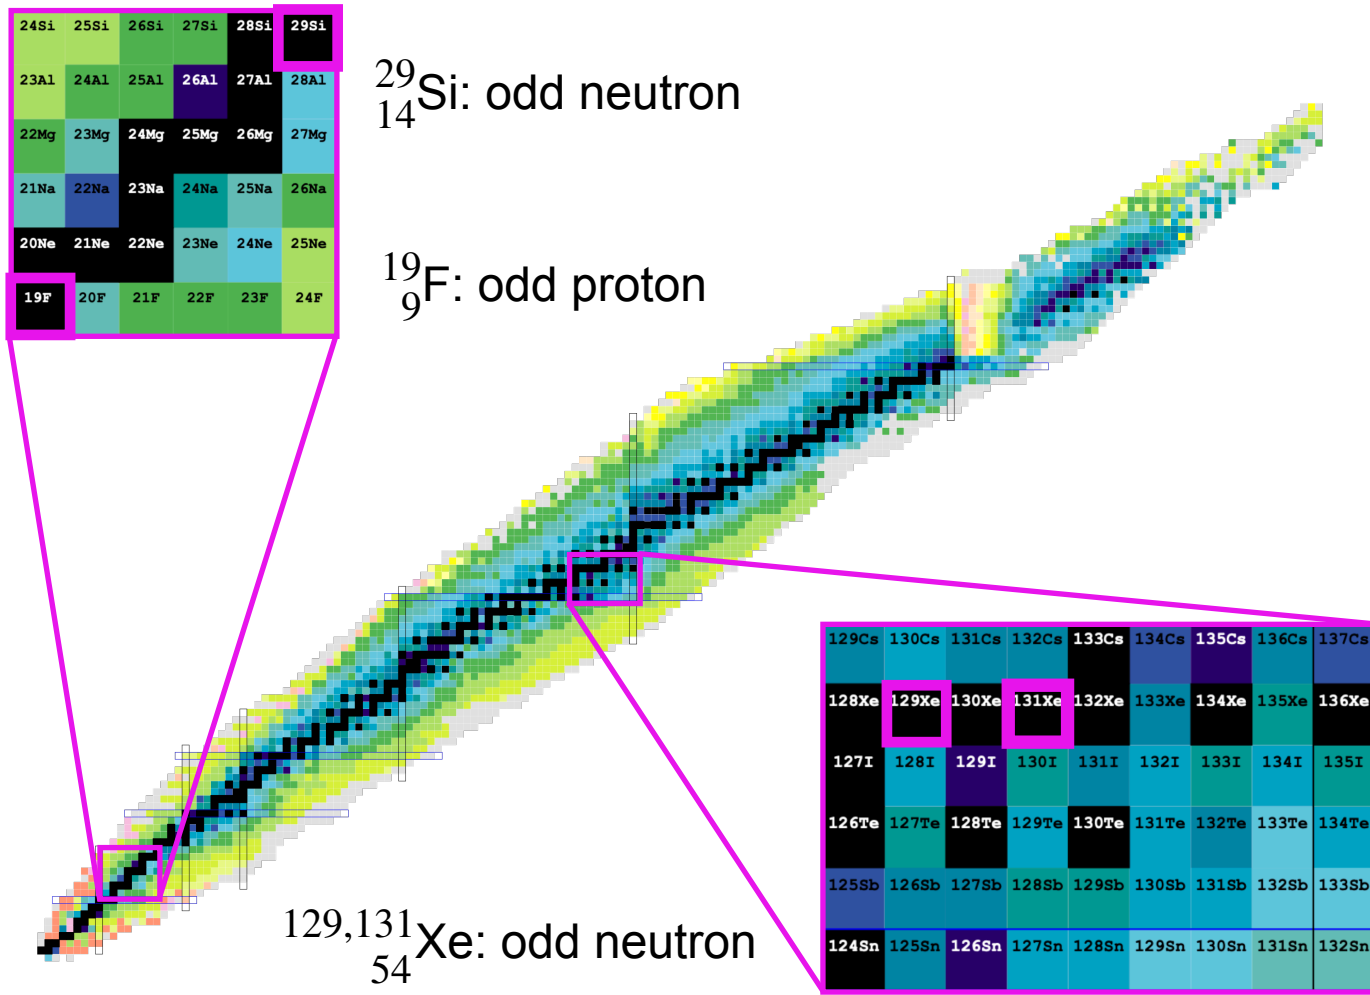 24Si 25Si 26Si 27Si 28Si 29Si
23Al 24Al 25Al 26Al 27Al 28Al
22Mg 23Mg 24Mg 25Mg 26Mg 27Mg
21Na 22Na 23Na 24Na 25Na 26Na
20Ne 21Ne 22Ne 23Ne 24Ne 25Ne
19F 20F 21F 22F 23F 24F
29 14 Si: odd neutron
19 9 F: odd proton
129,131 54 Xe: odd neutron
129Cs 130Cs 131Cs 132Cs 133Cs 134Cs 135Cs 136Cs 137Cs
128Xe 129Xe 130Xe 131Xe 132Xe 133Xe 134Xe 135Xe 136Xe
127I 128I 129I 130I 131I 132I 133I 134I 135I
126Te 127Te 128Te 129Te 130Te 131Te 132Te 133Te 134Te
125Sb 126Sb 127Sb 128Sb 129Sb 130Sb 131Sb 132Sb 133Sb
124Sn 125Sn 126Sn 127Sn 128Sn 129Sn 130Sn 131Sn 132Sn